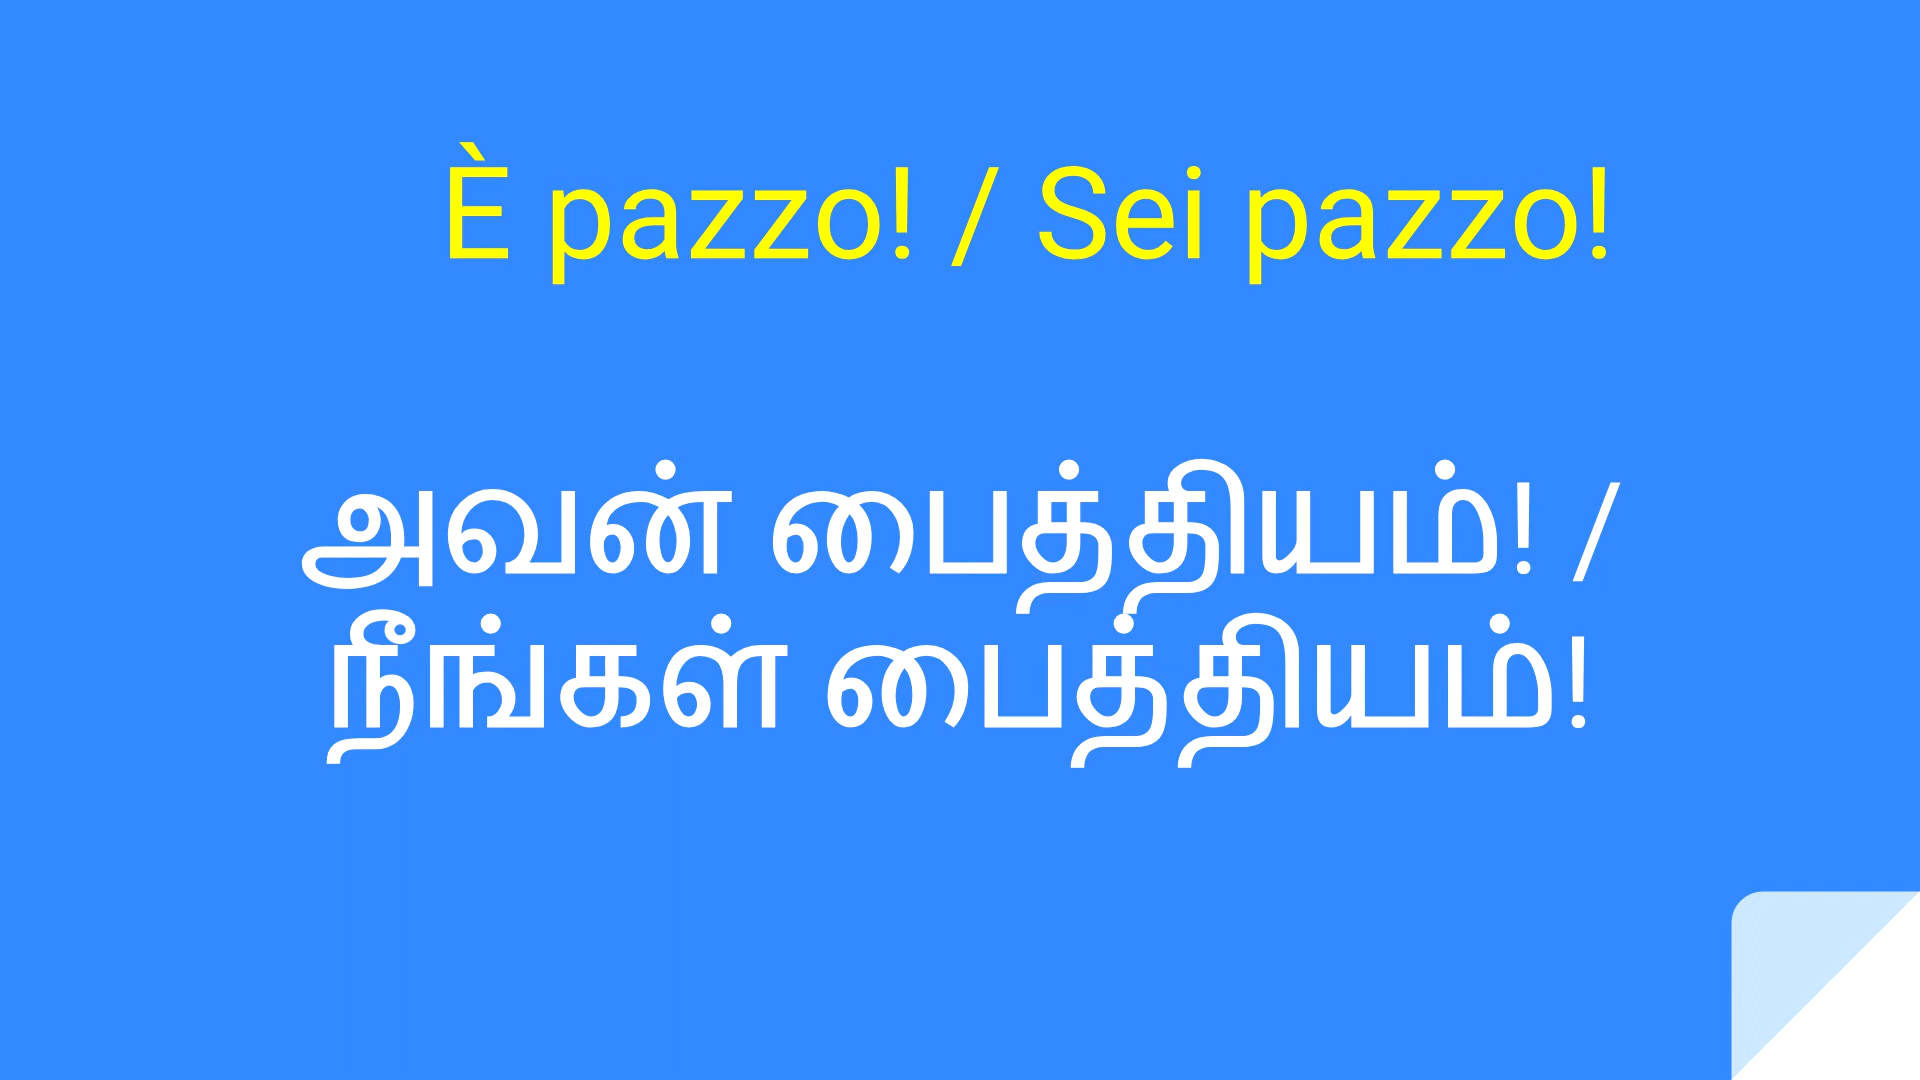 È pazzo! / Sei pazzo!
அவன் பைத்தியம்! /
நீங்கள் பைத்தியம்!